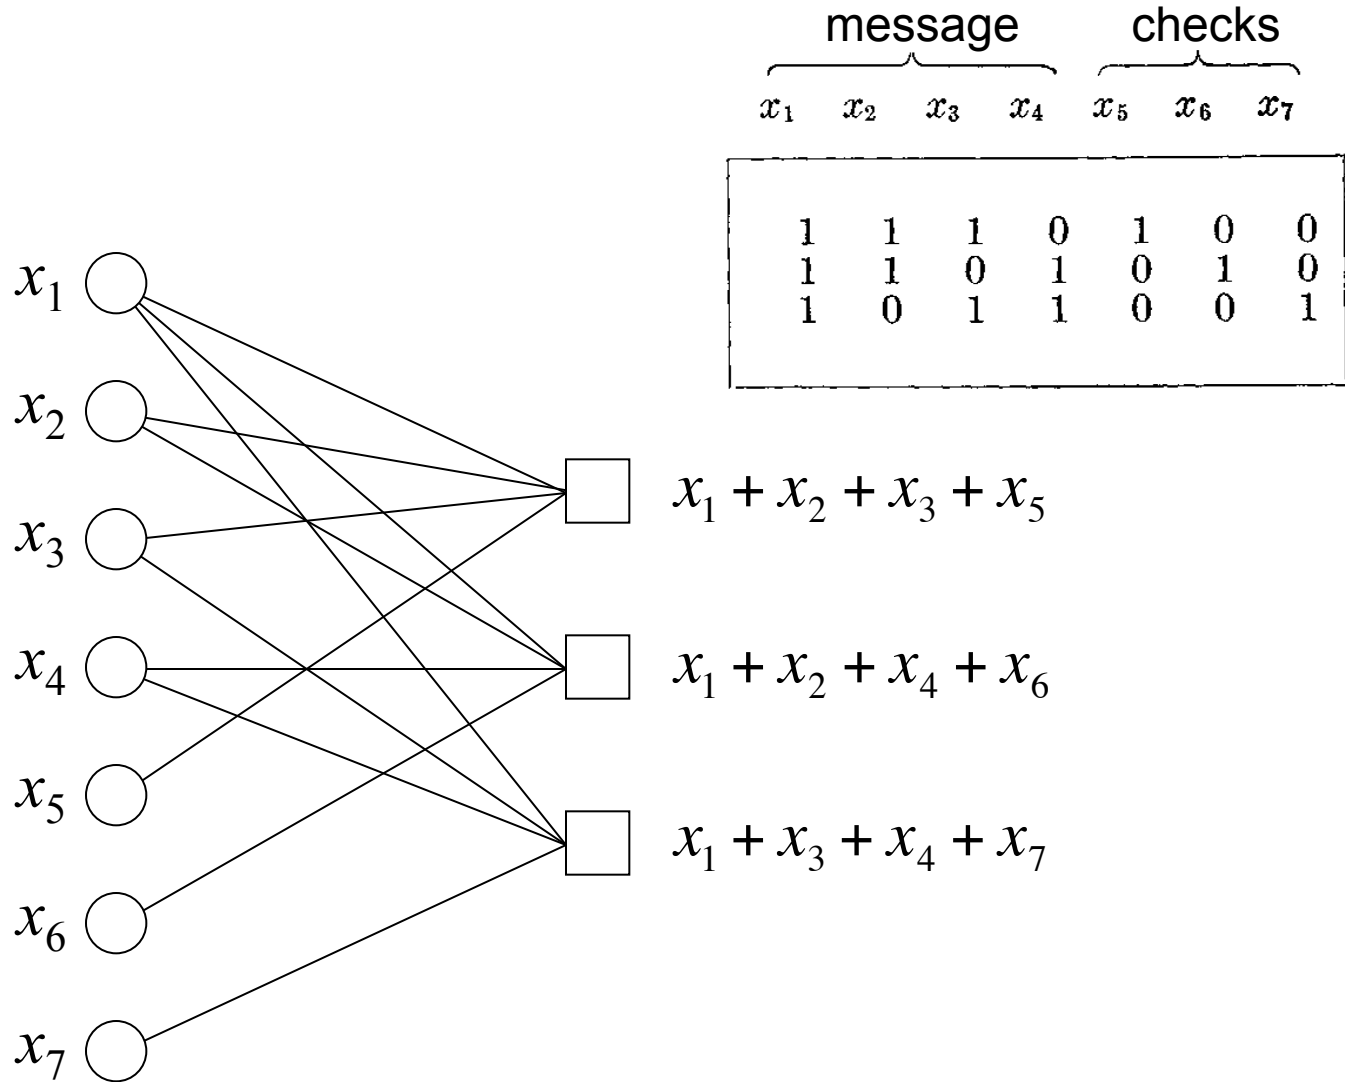 message checks
x₁ x₂ x₃ x₄ x₅ x₆ x₇
1 1 1 0 1 0 0
1 1 0 1 0 1 0
1 0 1 1 0 0 1
x₁
x₂
x₃
x₄
x₅
x₆
x₇
x₁ + x₂ + x₃ + x₅
x₁ + x₂ + x₄ + x₆
x₁ + x₃ + x₄ + x₇